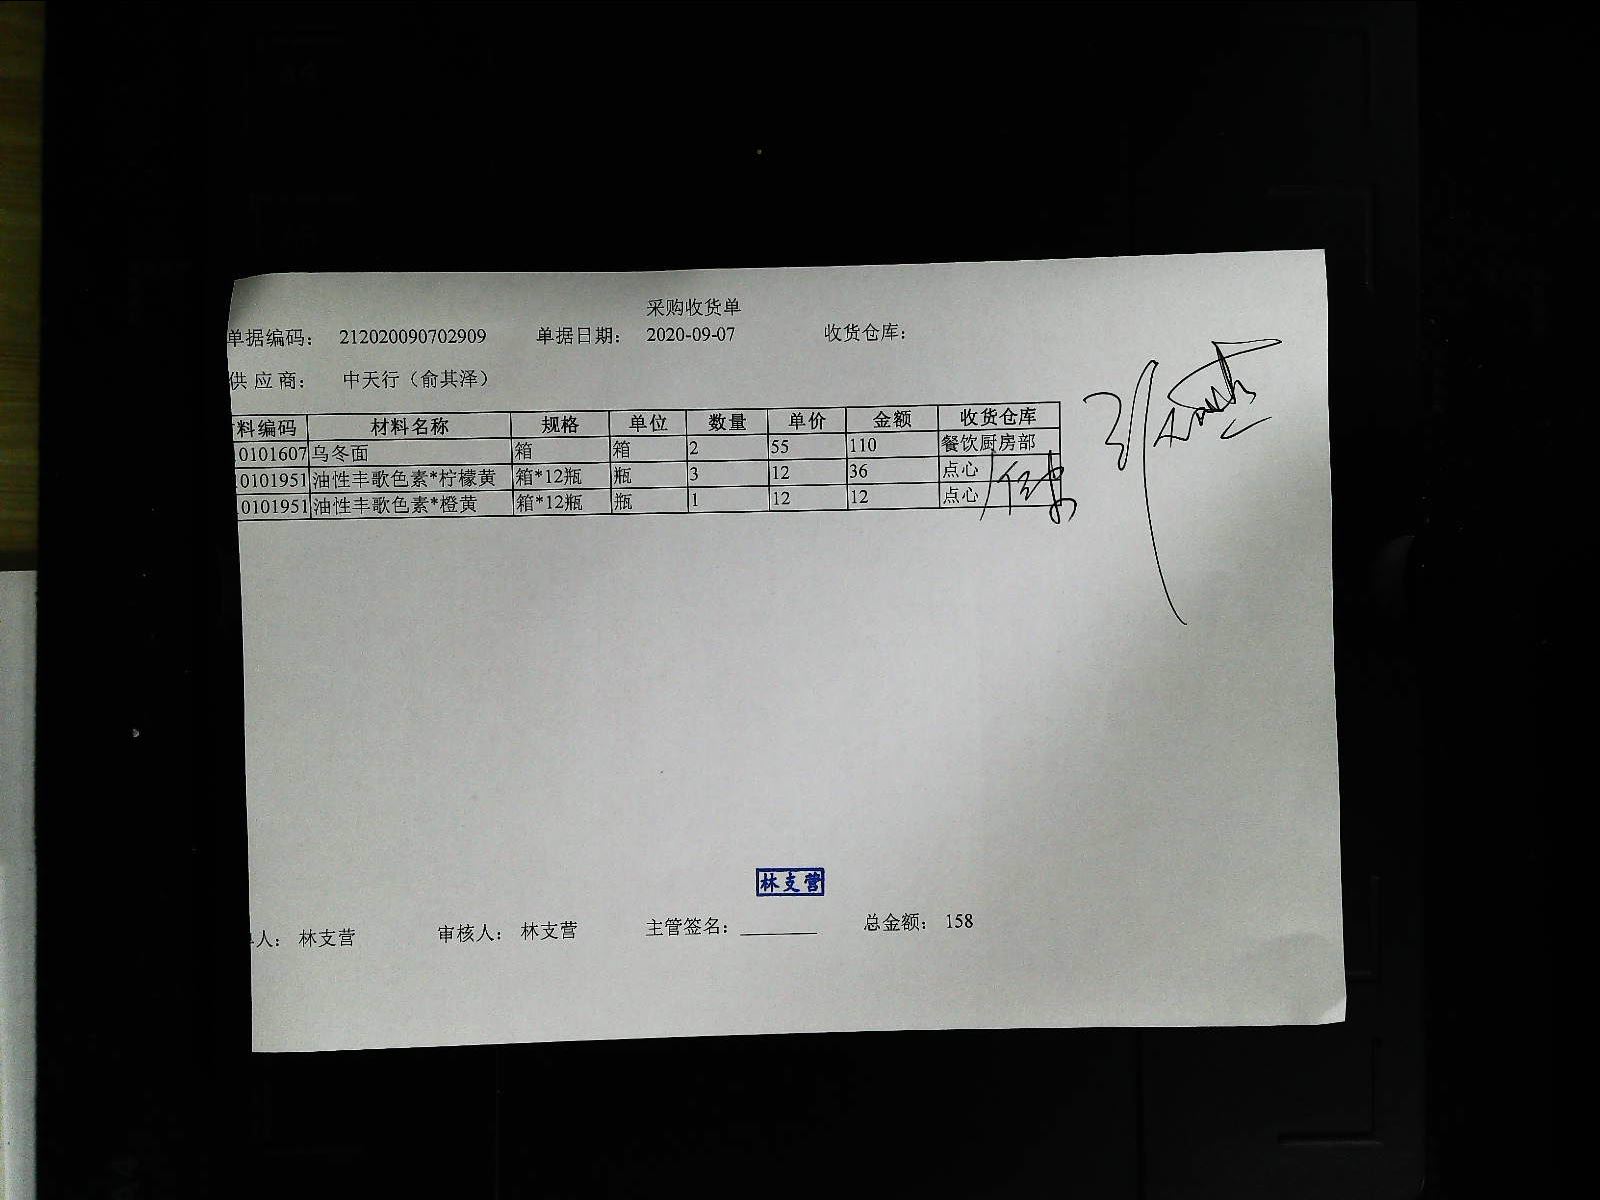 采购收货单
单据编码： 212020090702909 单据日期： 2020-09-07 收货仓库：
供应商： 中天行（俞其泽）
料编码 材料名称 规格 单位 数量 单价 金额 收货仓库
0101607 乌冬面 箱 箱 2 55 110 餐饮厨房部
0101951 油性丰歌色素*柠檬黄 箱*12瓶 瓶 3 12 36 点心
0101951 油性丰歌色素*橙黄 箱*12瓶 瓶 1 12 12 点心
林支营
人： 林支营 审核人： 林支营 主管签名：________ 总金额： 158